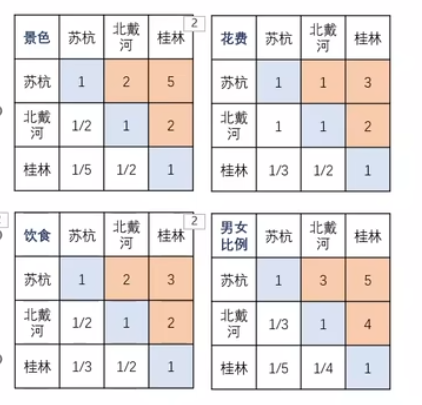 景色 苏杭 北戴河 桂林
苏杭 1 2 5
北戴河 1/2 1 2
桂林 1/5 1/2 1
2
花费 苏杭 北戴河 桂林
苏杭 1 1 3
北戴河 1 1 2
桂林 1/3 1/2 1
饮食 苏杭 北戴河 桂林
苏杭 1 2 3
北戴河 1/2 1 2
桂林 1/3 1/2 1
2
男女比例 苏杭 北戴河 桂林
苏杭 1 3 5
北戴河 1/3 1 4
桂林 1/5 1/4 1